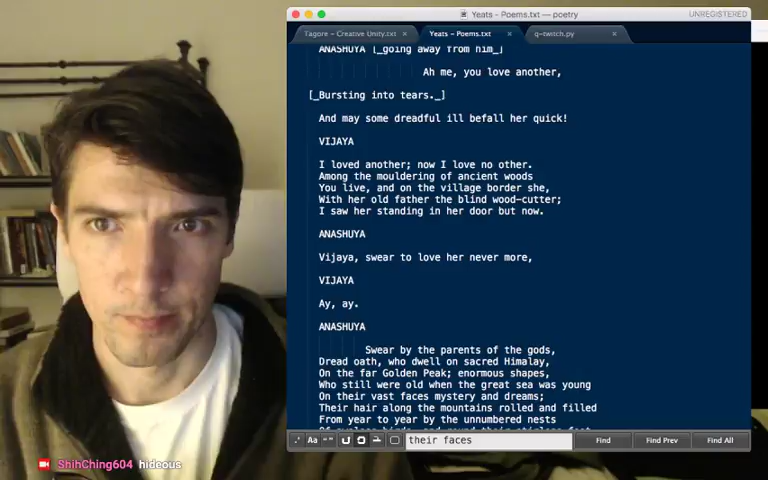 Yeats - Poems.txt — poetry
UNREGISTERED
Tagore - Creative Unity.txt
Yeats - Poems.txt
q-twitch.py
ANASHUYA [_going away from him_]
Ah me, you love another,
[_Bursting into tears._]
And may some dreadful ill befall her quick!
VIJAYA
I loved another; now I love no other.
Among the mouldering of ancient woods
You live, and on the village border she,
With her old father the blind wood-cutter;
I saw her standing in her door but now.
ANASHUYA
Vijaya, swear to love her never more,
VIJAYA
Ay, ay.
ANASHUYA
Swear by the parents of the gods,
Dread oath, who dwell on sacred Himalay,
On the far Golden Peak; enormous shapes,
Who still were old when the great sea was young
On their vast faces mystery and dreams;
Their hair along the mountains rolled and filled
From year to year by the unnumbered nests
.* Aa "" their faces Find Find Prev Find All
ShihChing604 hideous